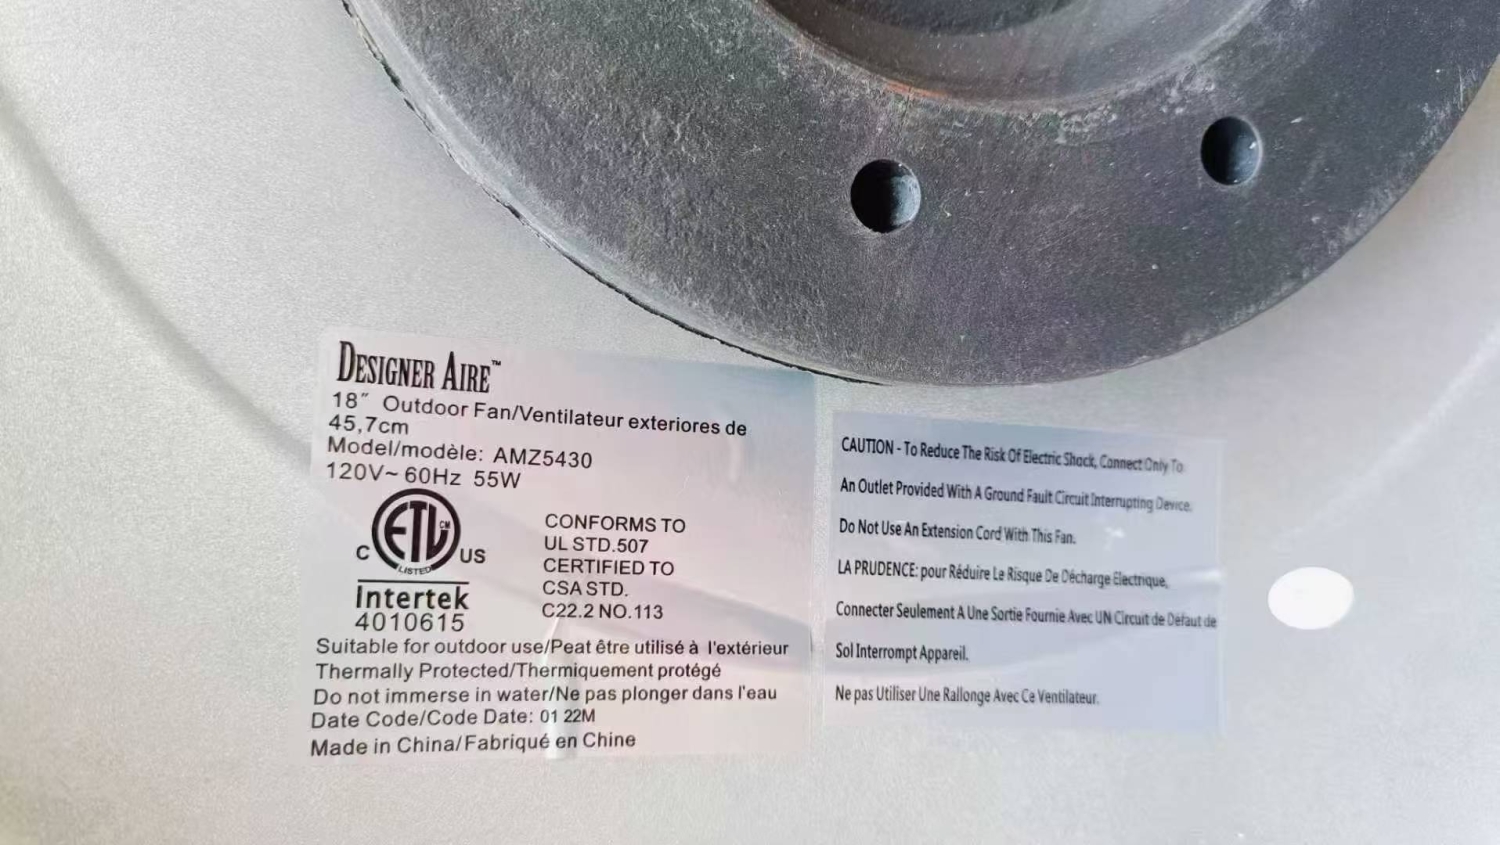 DESIGNER AIRE™
18″ Outdoor Fan/Ventilateur exteriores de
45,7cm
Model/modèle: AMZ5430
120V~ 60Hz 55W
ETL CM
C US
LISTED
Intertek
4010615
CONFORMS TO
UL STD.507
CERTIFIED TO
CSA STD.
C22.2 NO.113
Suitable for outdoor use/Peat être utilisé à l'extérieur
Thermally Protected/Thermiquement protégé
Do not immerse in water/Ne pas plonger dans l'eau
Date Code/Code Date: 01 22M
Made in China/Fabriqué en Chine
CAUTION - To Reduce The Risk Of Electric Shock, Connect Only To
An Outlet Provided With A Ground Fault Circuit Interrupting Device.
Do Not Use An Extension Cord With This Fan.
LA PRUDENCE: pour Réduire Le Risque De Décharge Electrique,
Connecter Seulement A Une Sortie Fournie Avec UN Circuit de Défaut de
Sol Interrompt Appareil.
Ne pas Utiliser Une Rallonge Avec Ce Ventilateur.